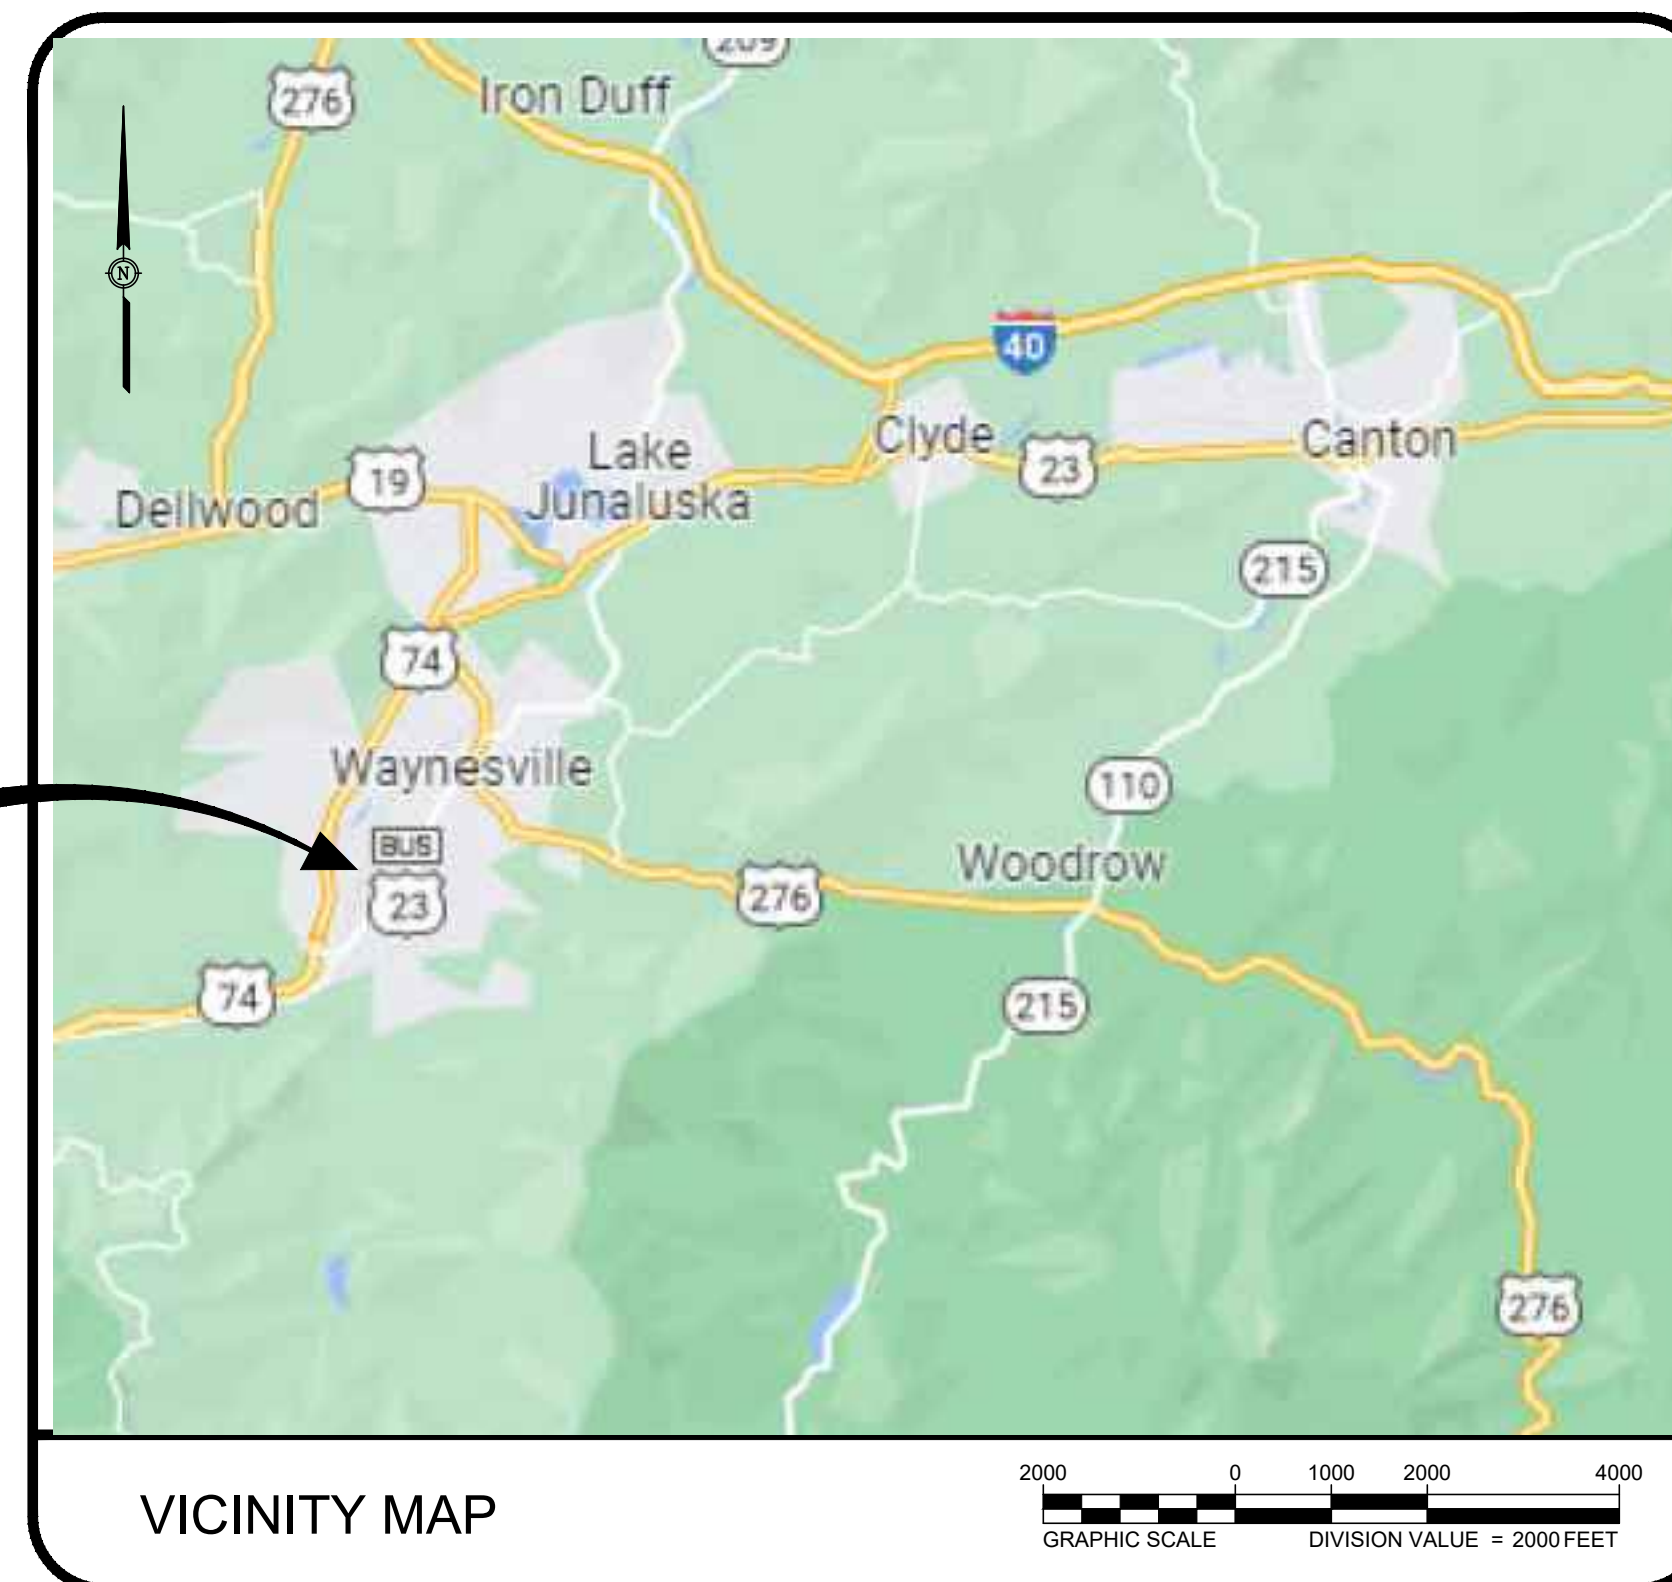 209
276
Iron Duff
N
40
Clyde
Canton
Lake
Junaluska
19
23
Dellwood
215
74
Waynesville
110
BUS
23
Woodrow
276
74
215
276
VICINITY MAP
2000 0 1000 2000 4000
GRAPHIC SCALE DIVISION VALUE = 2000 FEET